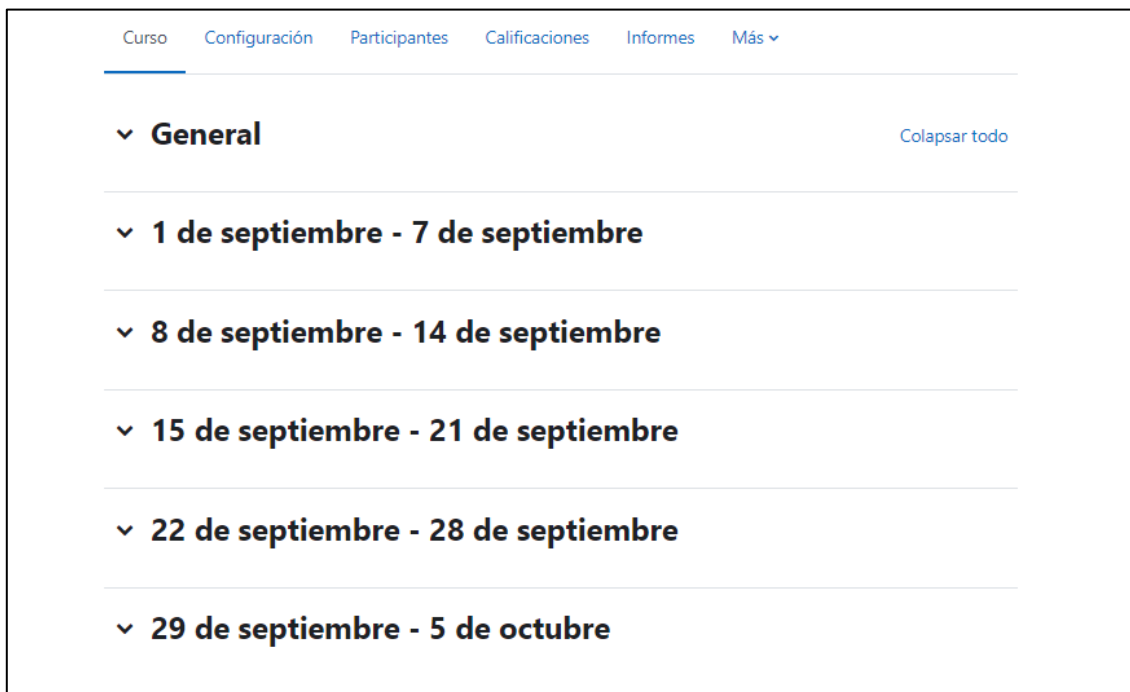 Curso Configuración Participantes Calificaciones Informes Más
General Colapsar todo
1 de septiembre - 7 de septiembre
8 de septiembre - 14 de septiembre
15 de septiembre - 21 de septiembre
22 de septiembre - 28 de septiembre
29 de septiembre - 5 de octubre